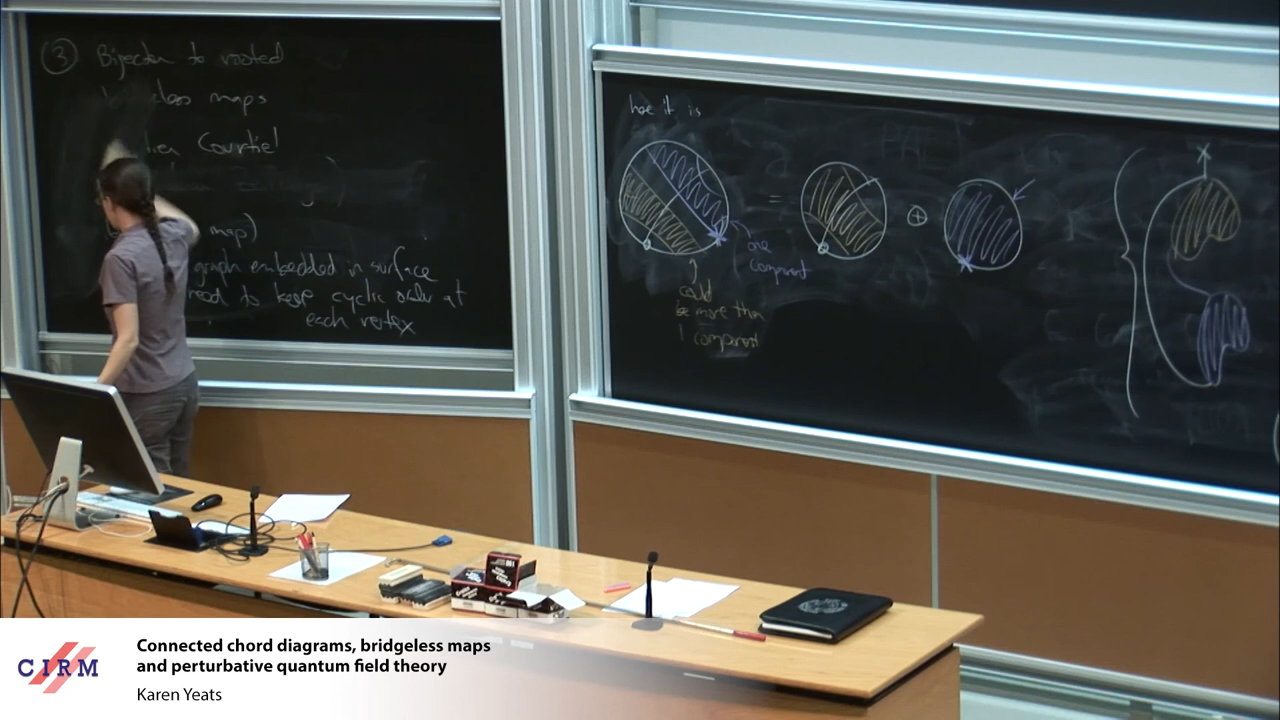 ③ Bijection to rooted
maps
Courtiel
map)
graph embedded in surface
need to keep cyclic order at
each vertex
here it is
=
⊕
one
component
could
be more than
1 component
CIRM
Connected chord diagrams, bridgeless maps
and perturbative quantum field theory
Karen Yeats